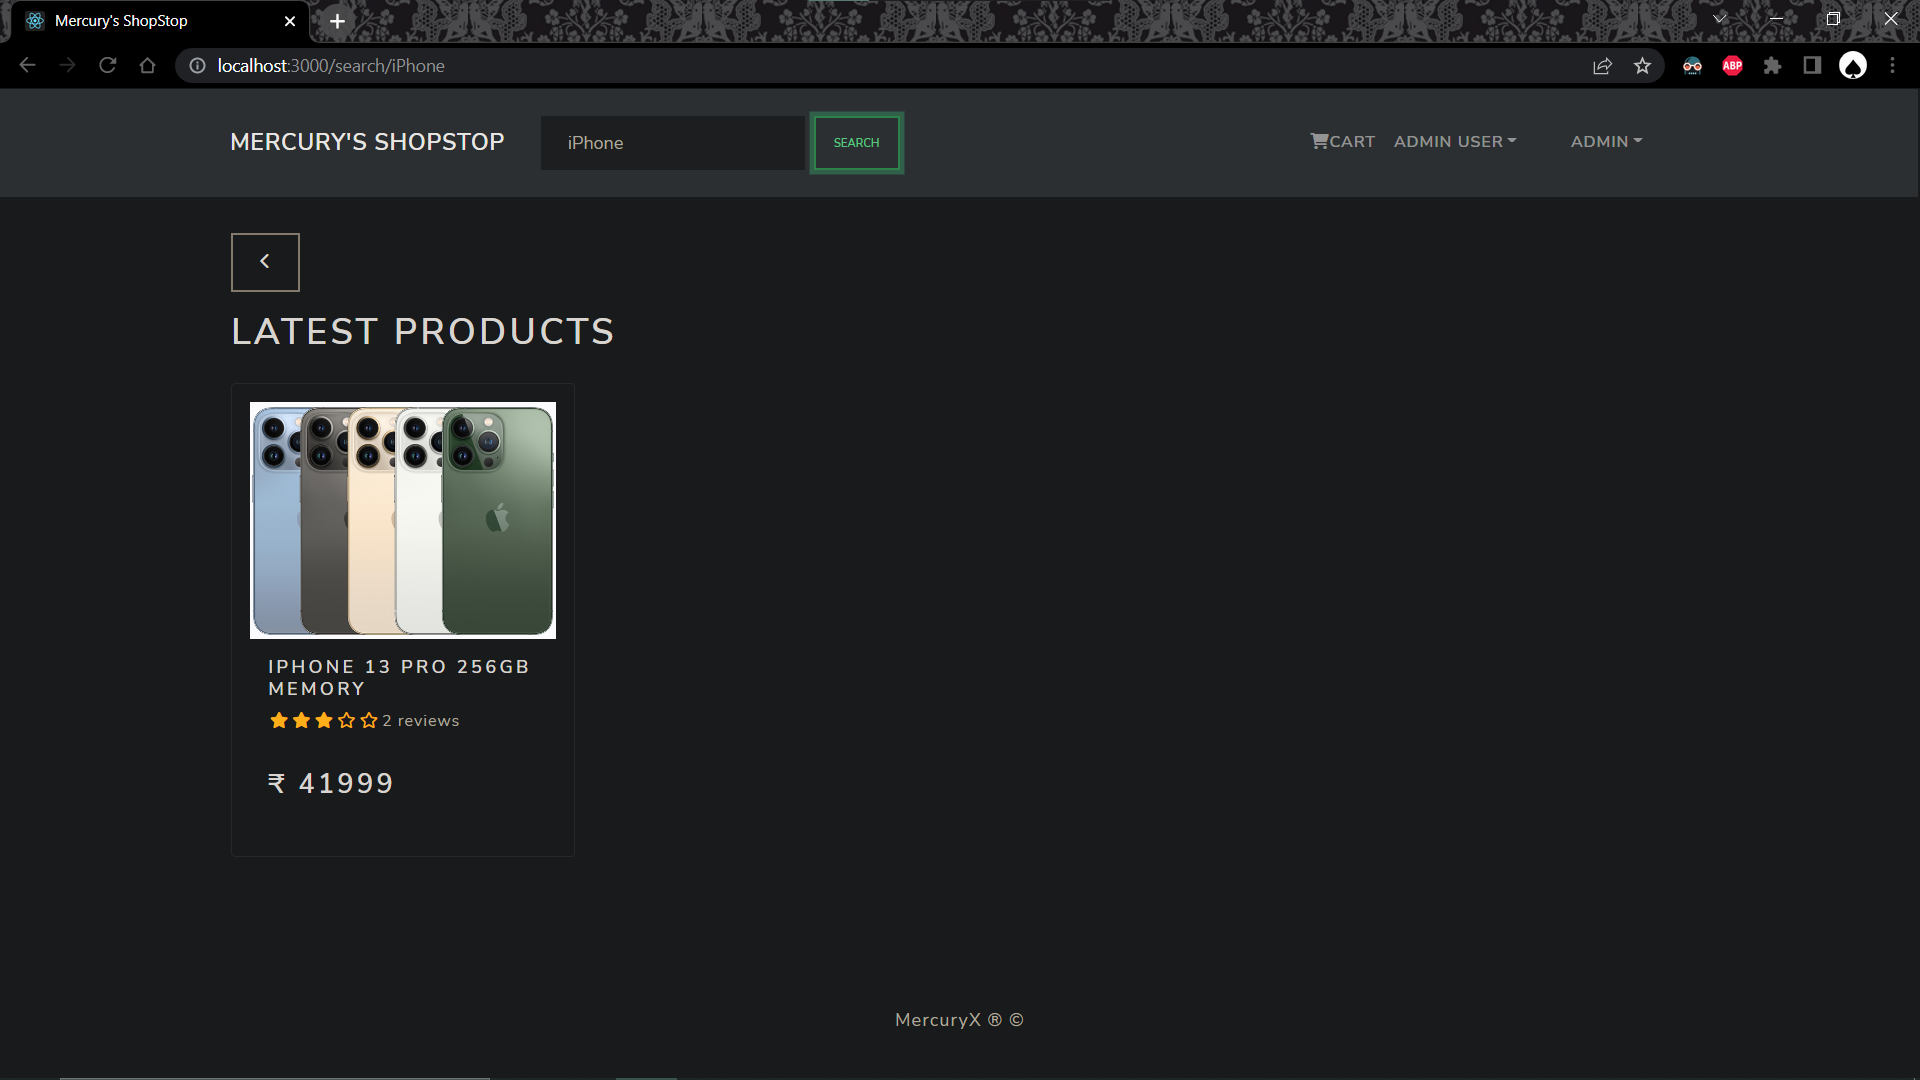 Mercury's ShopStop
localhost:3000/search/iPhone
ABP
MERCURY'S SHOPSTOP
iPhone
SEARCH
CART
ADMIN USER
ADMIN
LATEST PRODUCTS
IPHONE 13 PRO 256GB
MEMORY
2 reviews
₹ 41999
MercuryX ® ©